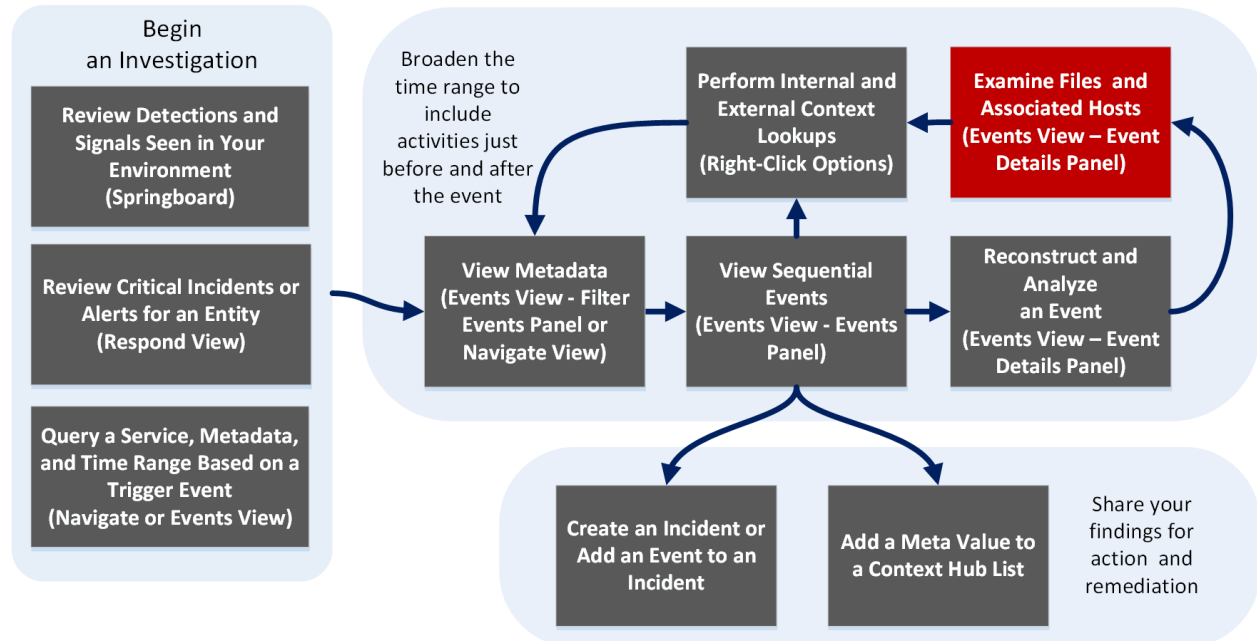 Begin
an Investigation
Review Detections and
Signals Seen in Your
Environment
(Springboard)
Review Critical Incidents or
Alerts for an Entity
(Respond View)
Query a Service, Metadata,
and Time Range Based on a
Trigger Event
(Navigate or Events View)
Broaden the
time range to
include
activities just
before and after
the event
Perform Internal and
External Context
Lookups
(Right-Click Options)
Examine Files and
Associated Hosts
(Events View – Event
Details Panel)
View Metadata
(Events View - Filter
Events Panel or
Navigate View)
View Sequential
Events
(Events View - Events
Panel)
Reconstruct and
Analyze
an Event
(Events View – Event
Details Panel)
Create an Incident or
Add an Event to an
Incident
Add a Meta Value to
a Context Hub List
Share your
findings for
action and
remediation